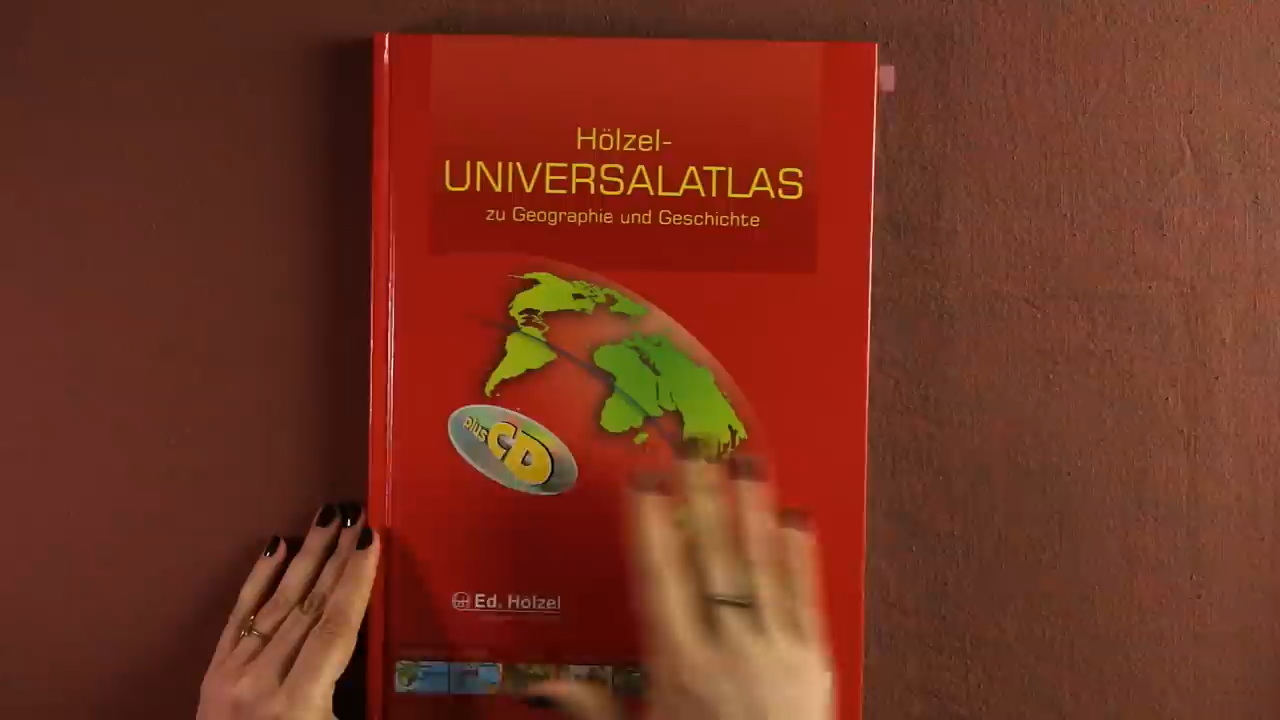 Hölzel-
UNIVERSALATLAS
zu Geographie und Geschichte
plus CD
Ed. Hölzel